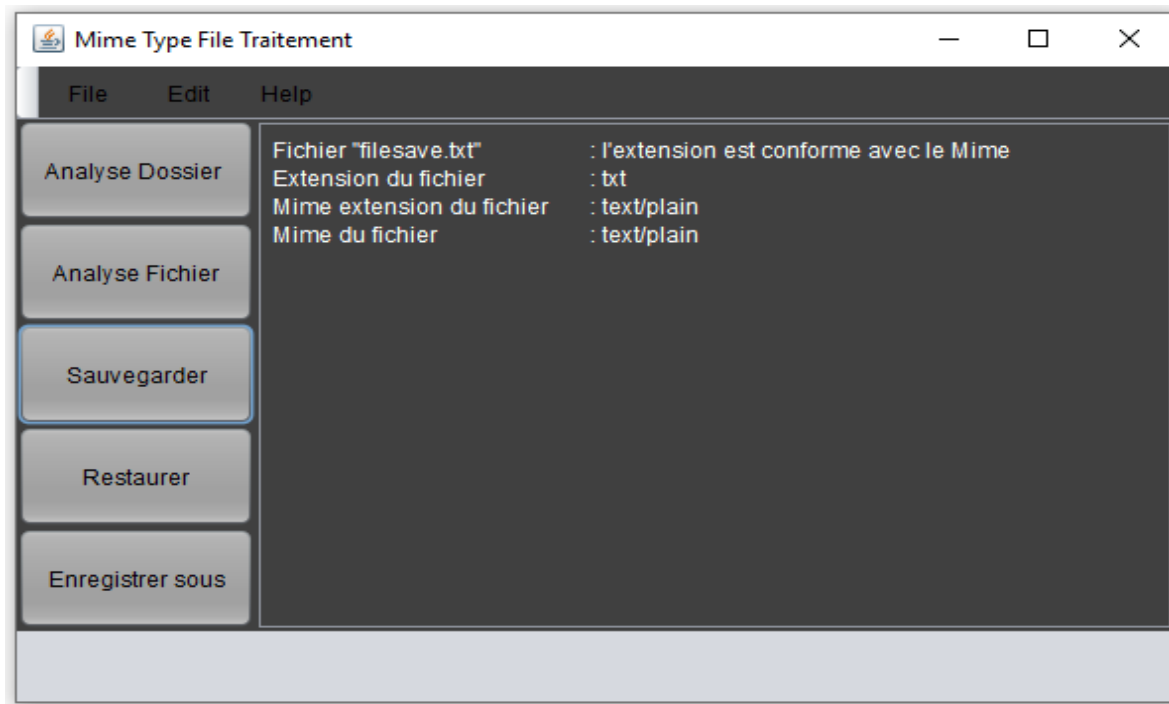 Mime Type File Traitement
File Edit Help
Analyse Dossier
Analyse Fichier
Sauvegarder
Restaurer
Enregistrer sous
Fichier "filesave.txt" : l'extension est conforme avec le Mime
Extension du fichier : txt
Mime extension du fichier : text/plain
Mime du fichier : text/plain